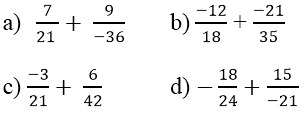 a) 7/21 + 9/−36 b) −12/18 + −21/35
c) −3/21 + 6/42 d) − 18/24 + 15/−21